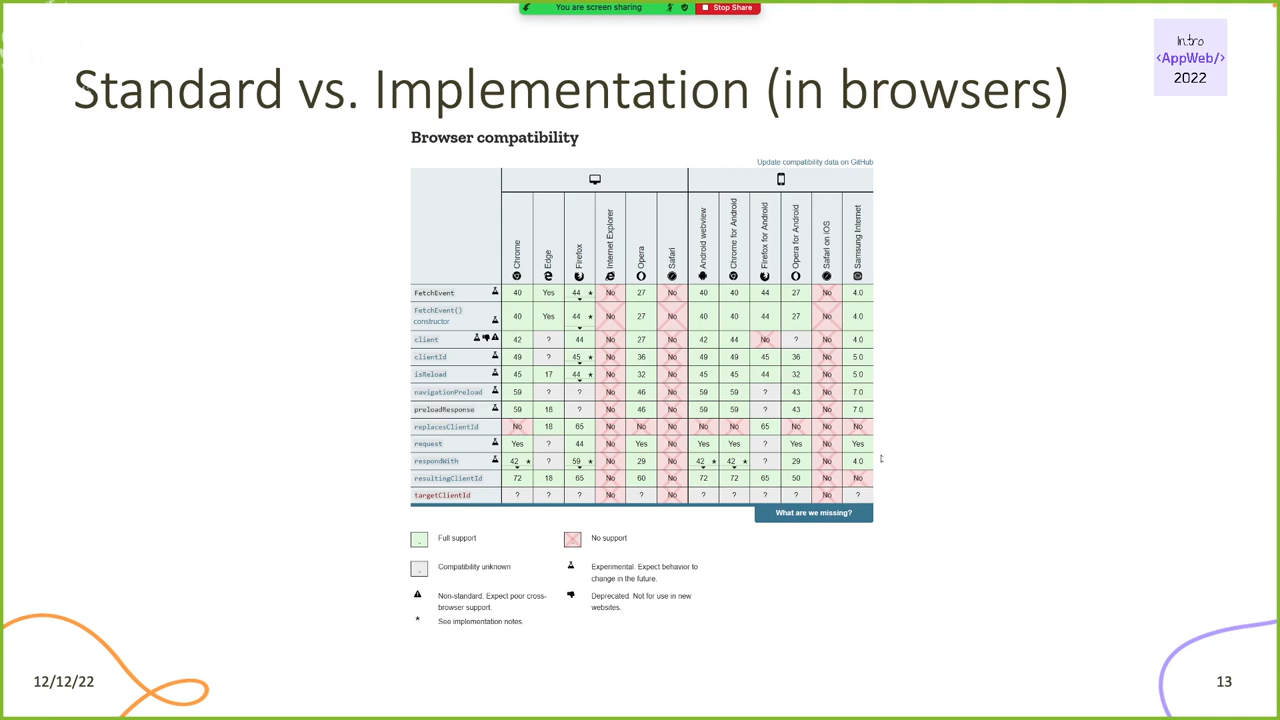 You are screen sharing Stop Share
Intro
<AppWeb/>
2022
Standard vs. Implementation (in browsers)
Browser compatibility
Update compatibility data on GitHub
Chrome Edge Firefox Internet Explorer Opera Safari Android webview Chrome for Android Firefox for Android Opera for Android Safari on iOS Samsung Internet
FetchEvent 40 Yes 44 * No 27 No 40 40 44 27 No 4.0
FetchEvent()
constructor 40 Yes 44 * No 27 No 40 40 44 27 No 4.0
client 42 ? 44 No 27 No 42 44 No ? No 4.0
clientId 49 ? 45 * No 36 No 49 49 45 36 No 5.0
isReload 45 17 44 * No 32 No 45 45 44 32 No 5.0
navigationPreload 59 ? ? No 46 No 59 59 ? 43 No 7.0
preloadResponse 59 18 ? No 46 No 59 59 ? 43 No 7.0
replacesClientId No 18 65 No No No No No 65 No No No
request Yes ? 44 No Yes No Yes Yes ? Yes No Yes
respondWith 42 * ? 59 * No 29 No 42 * 42 * ? 29 No 4.0
resultingClientId 72 18 65 No 60 No 72 72 65 50 No No
targetClientId ? ? ? No ? No ? ? ? ? No ?
What are we missing?
Full support
No support
Compatibility unknown
Experimental. Expect behavior to
change in the future.
Non-standard. Expect poor cross-
browser support.
Deprecated. Not for use in new
websites.
* See implementation notes.
12/12/22
13